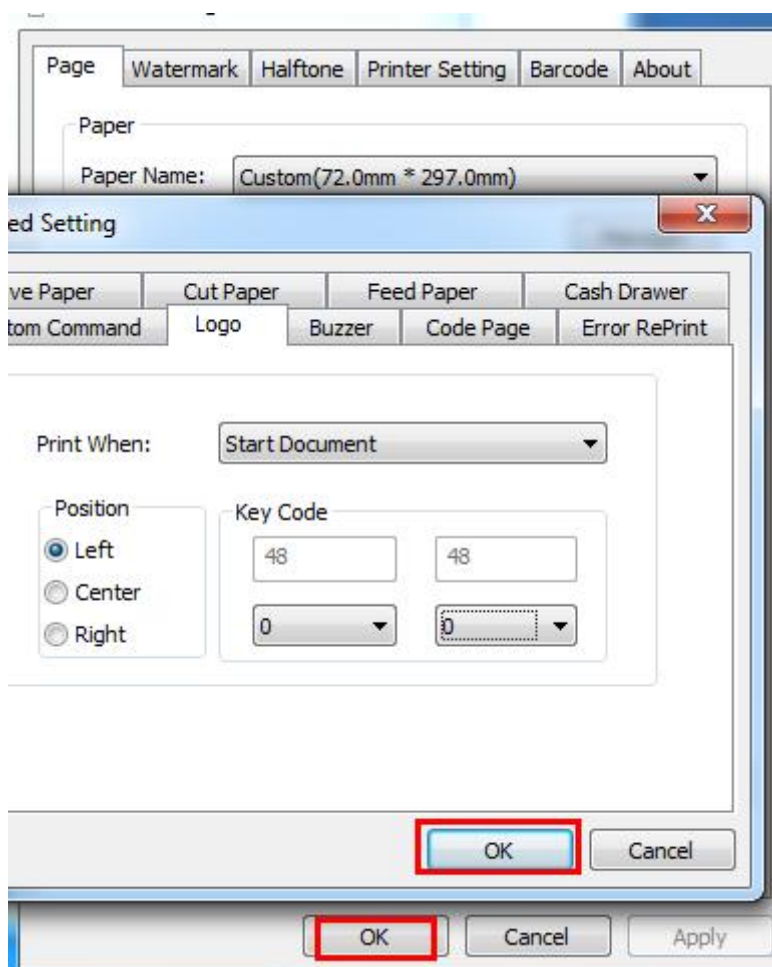 Page Watermark Halftone Printer Setting Barcode About
Paper
Paper Name: Custom(72.0mm * 297.0mm)
ed Setting
ve Paper Cut Paper Feed Paper Cash Drawer
tom Command Logo Buzzer Code Page Error RePrint
Print When: Start Document
Position Key Code
Left 48 48
Center
Right 0 0
OK Cancel
OK Cancel Apply